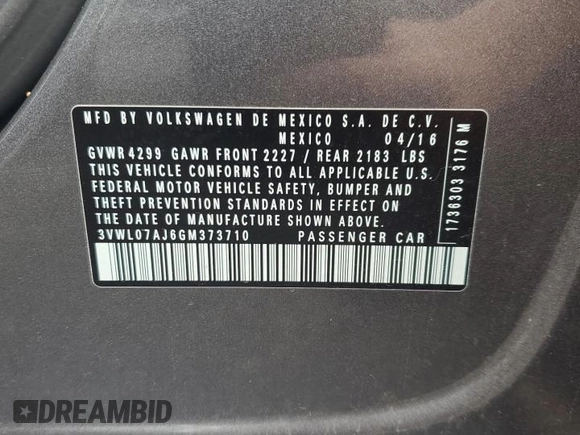 MFD BY VOLKSWAGEN DE MEXICO S.A. DE C.V.
MEXICO 04/16
GVWR 4299 GAWR FRONT 2227 / REAR 2183 LBS
THIS VEHICLE CONFORMS TO ALL APPLICABLE U.S.
FEDERAL MOTOR VEHICLE SAFETY, BUMPER AND
THEFT PREVENTION STANDARDS IN EFFECT ON
THE DATE OF MANUFACTURE SHOWN ABOVE.
3VWL07AJ6GM373710 PASSENGER CAR
1736303 3176 M
DREAMBID